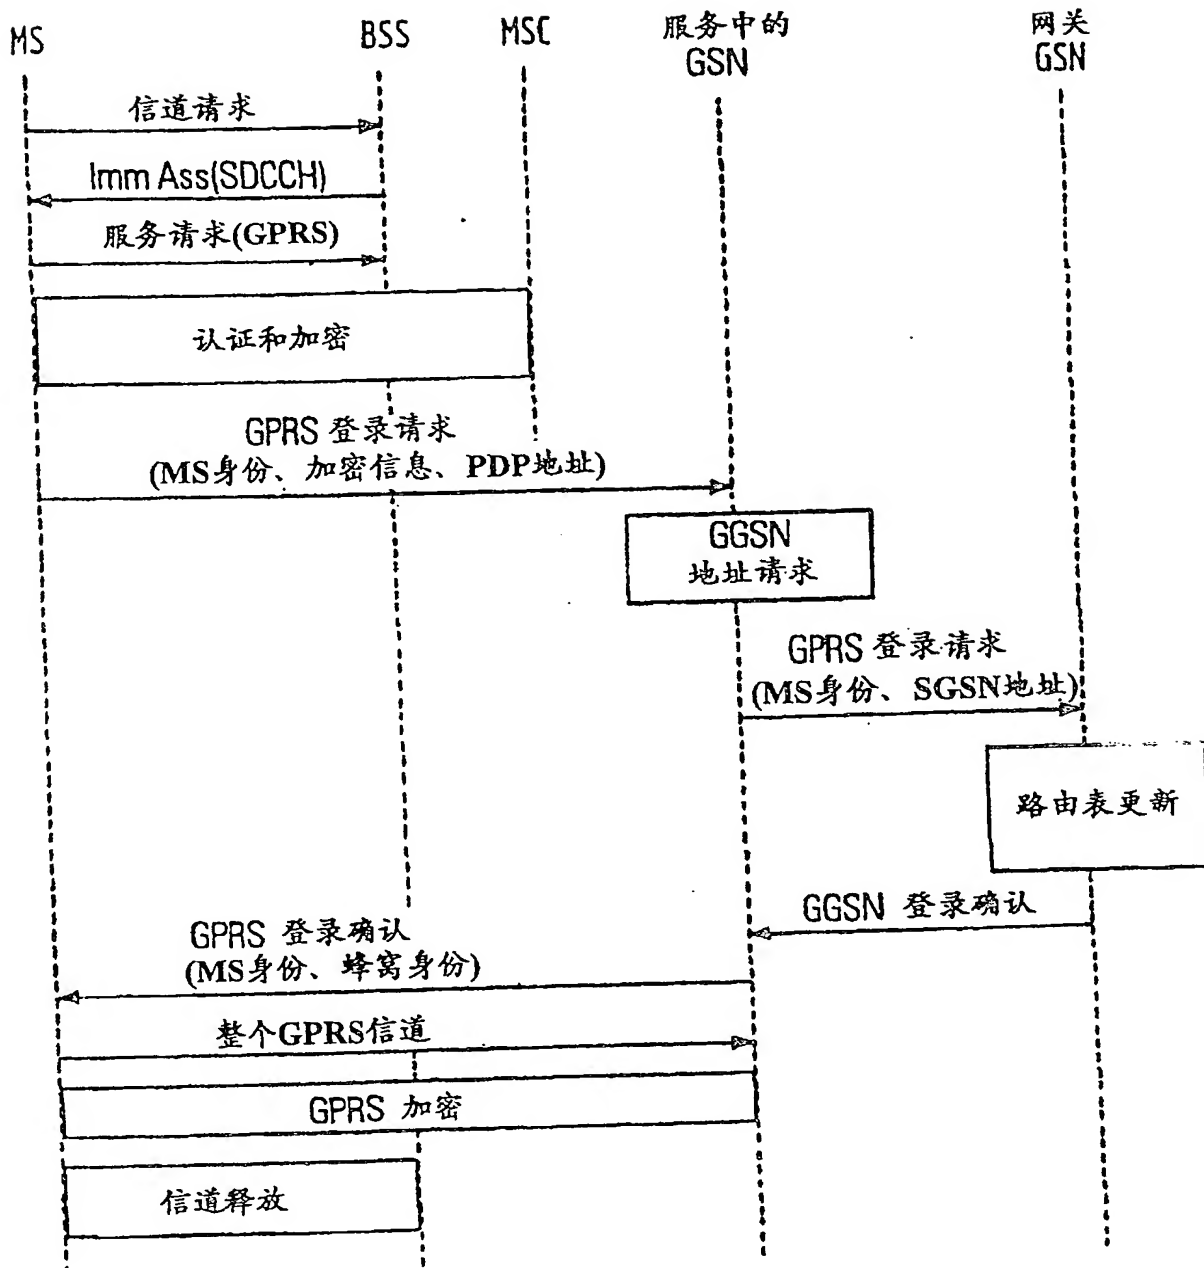 MS
BSS
MSC
服务中的
GSN
网关
GSN
信道请求
Imm Ass(SDCCH)
服务请求(GPRS)
认证和加密
GPRS 登录请求
(MS身份、加密信息、PDP地址)
GGSN
地址请求
GPRS 登录请求
(MS身份、SGSN地址)
路由表更新
GGSN 登录确认
GPRS 登录确认
(MS身份、蜂窝身份)
整个GPRS信道
GPRS 加密
信道释放